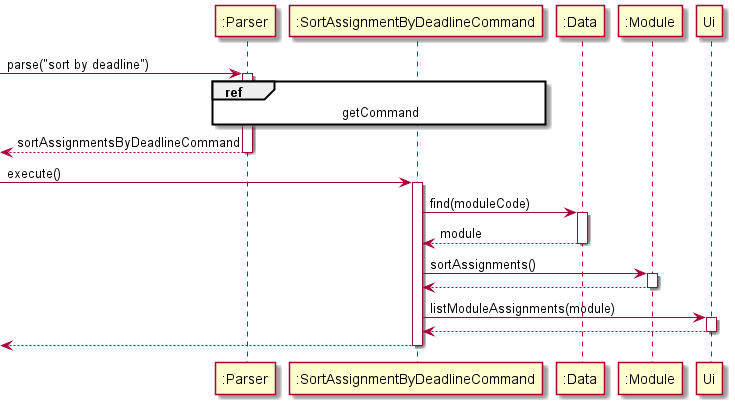 :Parser
:SortAssignmentByDeadlineCommand
:Data
:Module
Ui
parse("sort by deadline")
ref
getCommand
sortAssignmentsByDeadlineCommand
execute()
find(moduleCode)
module
sortAssignments()
listModuleAssignments(module)
:Parser
:SortAssignmentByDeadlineCommand
:Data
:Module
Ui